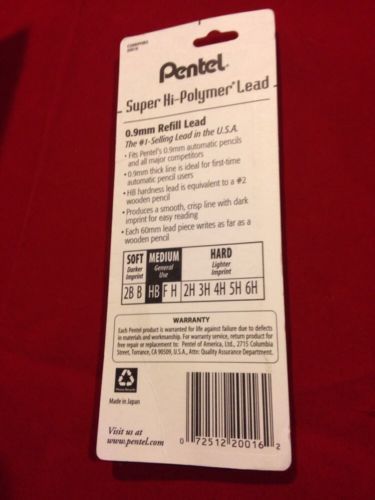 Pentel®
Super Hi-Polymer® Lead
0.9mm Refill Lead
The #1-Selling Lead in the U.S.A.
• Fits Pentel's 0.9mm automatic pencils
and all major competitors
• 0.9mm thick line is ideal for first-time
automatic pencil users
• HB hardness lead is equivalent to a #2
wooden pencil
• Produces a smooth, crisp line with dark
imprint for easy reading
• Each 60mm lead piece writes as far as a
wooden pencil
SOFT MEDIUM HARD
Darker Imprint General Use Lighter Imprint
2B B HB F H 2H 3H 4H 5H 6H
WARRANTY
Each Pentel product is warranted for life against failure due to defects
in materials and workmanship. For warranty service, return product for
free repair or replacement to: Pentel of America, Ltd., 2715 Columbia
Street, Torrance, CA 90509, U.S.A., Attn: Quality Assurance Department.
Please Recycle
Made in Japan
Visit us at
www.pentel.com
0 72512 20016 2